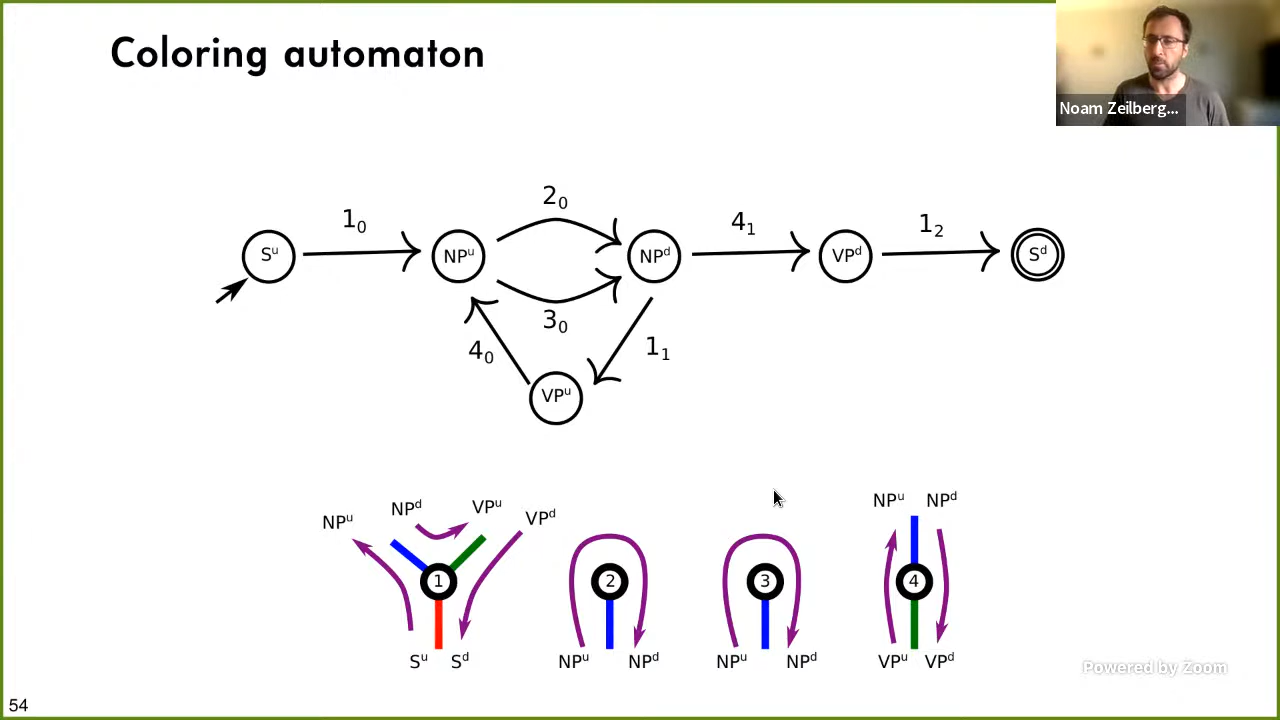 Coloring automaton
Noam Zeilberg...
1₀
2₀
4₁
1₂
Sᵘ
NPᵘ
NPᵈ
VPᵈ
Sᵈ
3₀
4₀
1₁
VPᵘ
NPᵘ NPᵈ VPᵘ VPᵈ
NPᵘ NPᵈ
1 2 3 4
Sᵘ Sᵈ
NPᵘ NPᵈ
NPᵘ NPᵈ
VPᵘ VPᵈ
Powered by Zoom
54